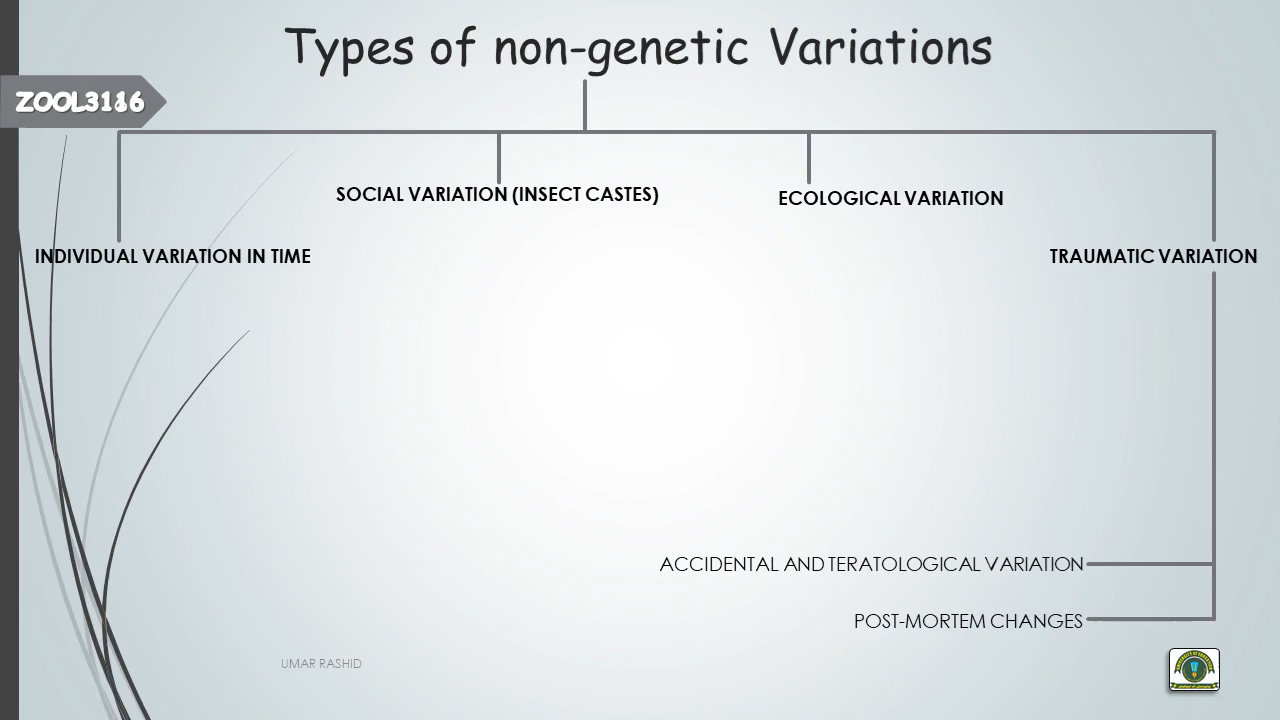 Types of non-genetic Variations
ZOOL3116
SOCIAL VARIATION (INSECT CASTES)
ECOLOGICAL VARIATION
INDIVIDUAL VARIATION IN TIME
TRAUMATIC VARIATION
ACCIDENTAL AND TERATOLOGICAL VARIATION
POST-MORTEM CHANGES
UMAR RASHID